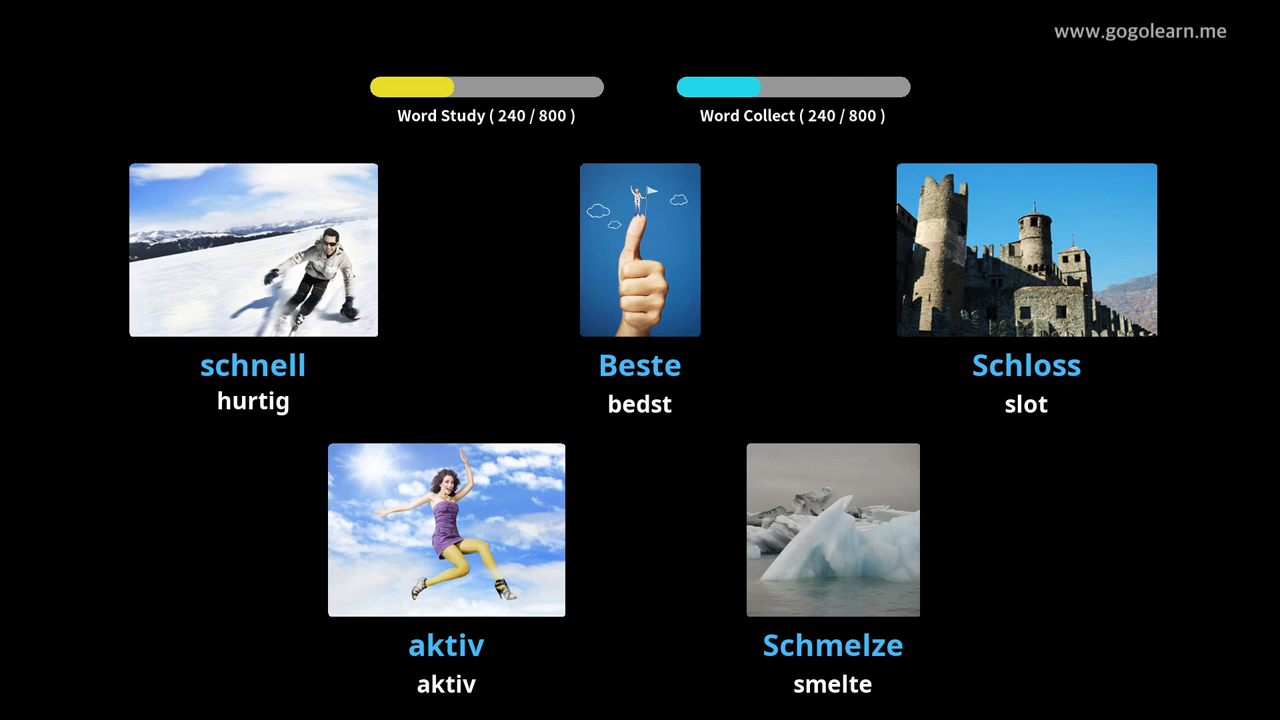 www.gogolearn.me
Word Study ( 240 / 800 )
Word Collect ( 240 / 800 )
schnell
hurtig
Beste
bedst
Schloss
slot
aktiv
aktiv
Schmelze
smelte